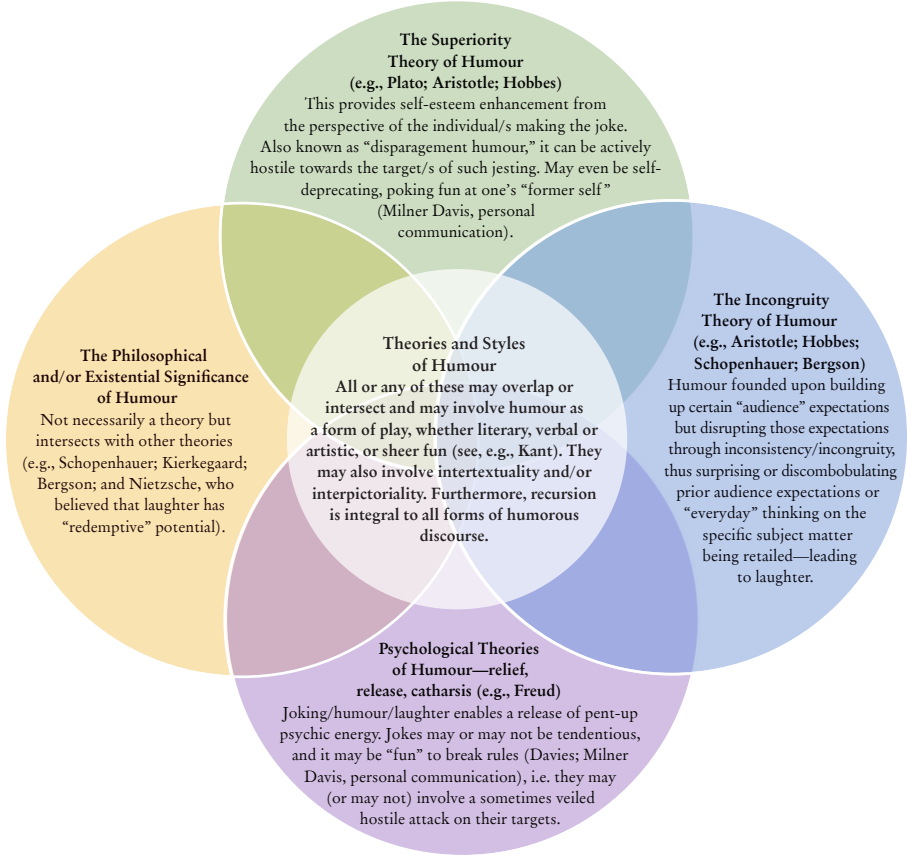 The Superiority
Theory of Humour
(e.g., Plato; Aristotle; Hobbes)
This provides self-esteem enhancement from
the perspective of the individual/s making the joke.
Also known as “disparagement humour,” it can be actively
hostile towards the target/s of such jesting. May even be self-
deprecating, poking fun at one’s “former self”
(Milner Davis, personal
communication).
The Philosophical
and/or Existential Significance
of Humour
Not necessarily a theory but
intersects with other theories
(e.g., Schopenhauer; Kierkegaard;
Bergson; and Nietzsche, who
believed that laughter has
“redemptive” potential).
Theories and Styles
of Humour
All or any of these may overlap or
intersect and may involve humour as
a form of play, whether literary, verbal or
artistic, or sheer fun (see, e.g., Kant). They
may also involve intertextuality and/or
interpictoriality. Furthermore, recursion
is integral to all forms of humorous
discourse.
The Incongruity
Theory of Humour
(e.g., Aristotle; Hobbes;
Schopenhauer; Bergson)
Humour founded upon building
up certain “audience” expectations
but disrupting those expectations
through inconsistency/incongruity,
thus surprising or discombobulating
prior audience expectations or
“everyday” thinking on the
specific subject matter
being retailed—leading
to laughter.
Psychological Theories
of Humour—relief,
release, catharsis (e.g., Freud)
Joking/humour/laughter enables a release of pent-up
psychic energy. Jokes may or may not be tendentious,
and it may be “fun” to break rules (Davies; Milner
Davis, personal communication), i.e. they may
(or may not) involve a sometimes veiled
hostile attack on their targets.